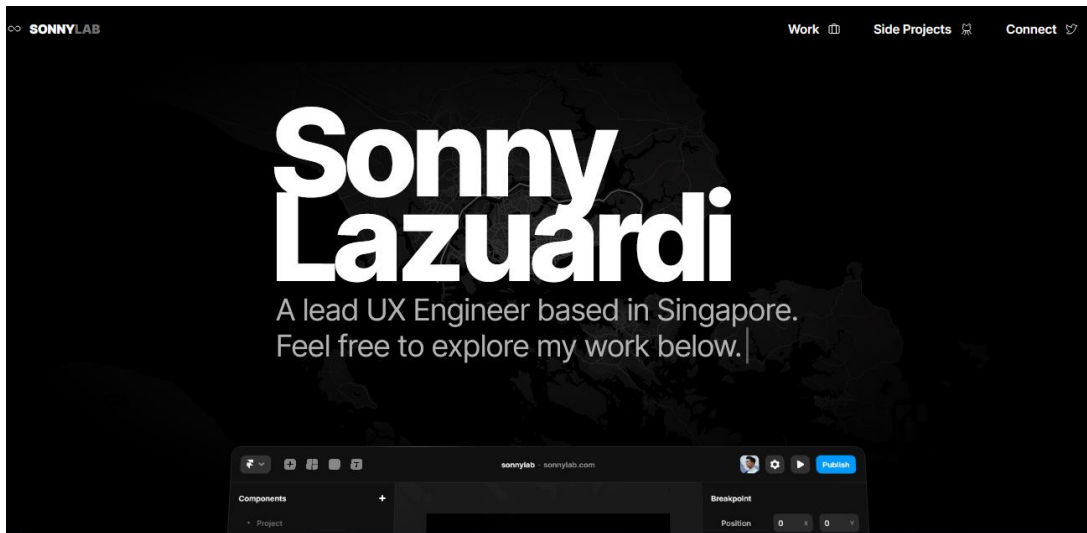 SONNYLAB
Work
Side Projects
Connect
Sonny
Lazuardi
A lead UX Engineer based in Singapore.
Feel free to explore my work below.
sonnylab · sonnylab.com
Publish
Components +
Project
Breakpoint
Position 0 X 0 Y